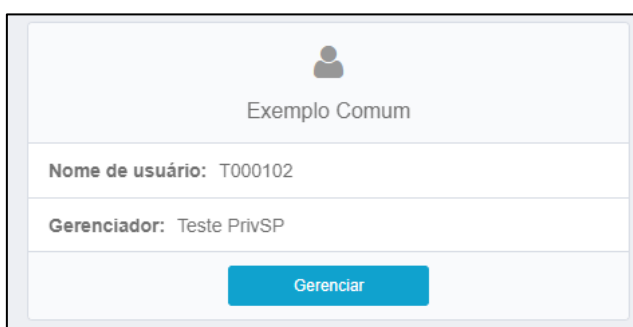 Exemplo Comum
Nome de usuário: T000102
Gerenciador: Teste PrivSP
Gerenciar